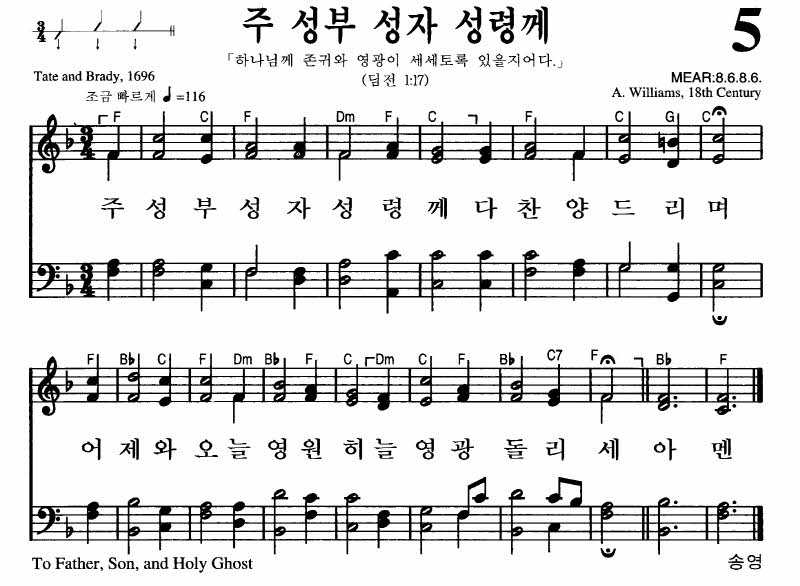 주 성부 성자 성령께
5
「하나님께 존귀와 영광이 세세토록 있을지어다.」
(딤전 1:17)
Tate and Brady, 1696
MEAR:8.6.8.6.
A. Williams, 18th Century
조금 빠르게 ♩=116
F C F Dm F C F C G C
주 성 부 성 자 성 령 께 다 찬 양 드 리 며
F B♭ C F Dm B♭ F C Dm C F B♭ C7 F B♭ F
어 제 와 오 늘 영 원 히 늘 영 광 돌 리 세 아 멘
To Father, Son, and Holy Ghost
송영